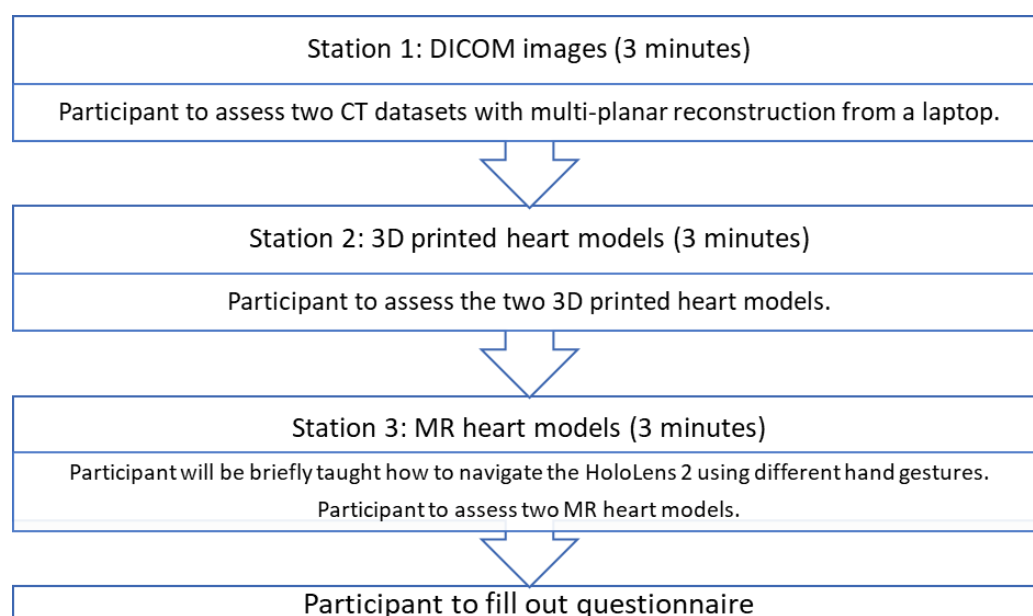 Station 1: DICOM images (3 minutes)
Participant to assess two CT datasets with multi-planar reconstruction from a laptop.
Station 2: 3D printed heart models (3 minutes)
Participant to assess the two 3D printed heart models.
Station 3: MR heart models (3 minutes)
Participant will be briefly taught how to navigate the HoloLens 2 using different hand gestures.
Participant to assess two MR heart models.
Participant to fill out questionnaire